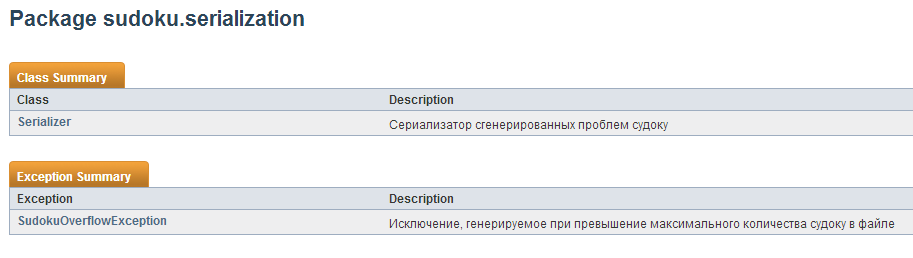 Package sudoku.serialization
Class Summary
Class Description
Serializer Сериализатор сгенерированных проблем судоку
Exception Summary
Exception Description
SudokuOverflowException Исключение, генерируемое при превышение максимального количества судоку в файле